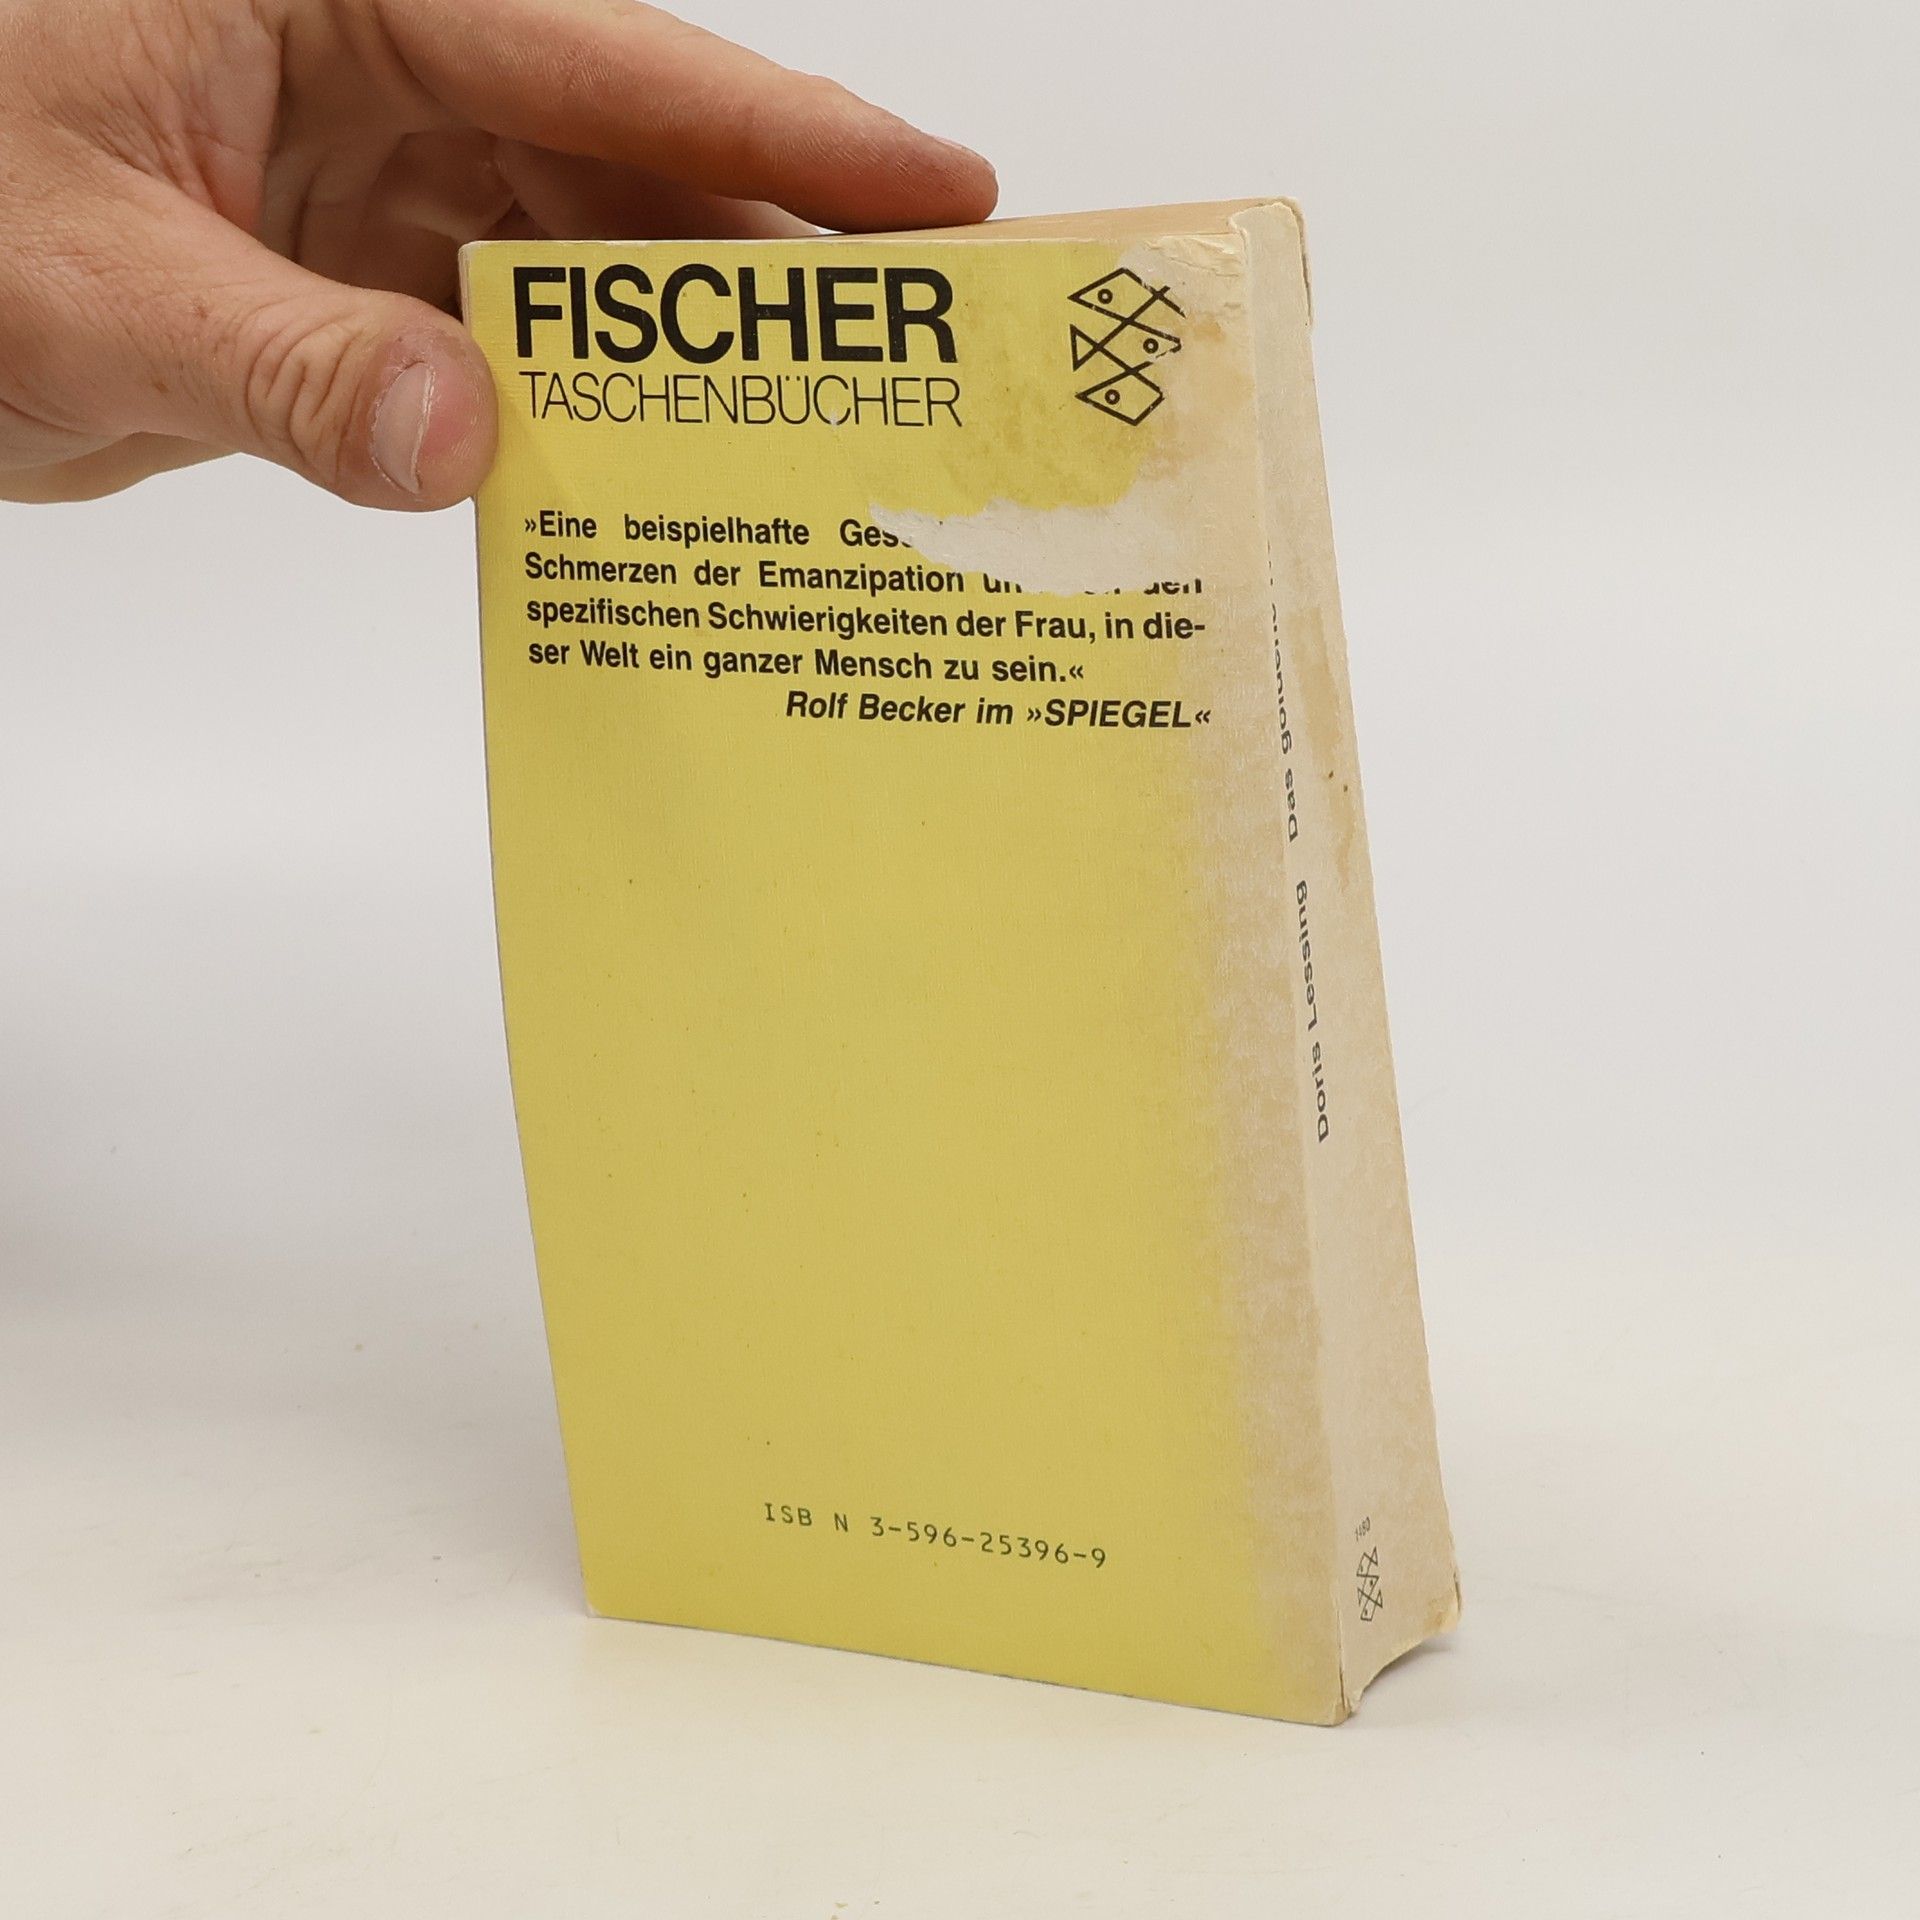 FISCHER
TASCHENBÜCHER
»Eine beispielhafte
Schmerzen der Emanzipation
spezifischen Schwierigkeiten der Frau, in die-
ser Welt ein ganzer Mensch zu sein.«
Rolf Becker im »SPIEGEL«
ISB N 3-596-25396-9
Doris Lessing Das